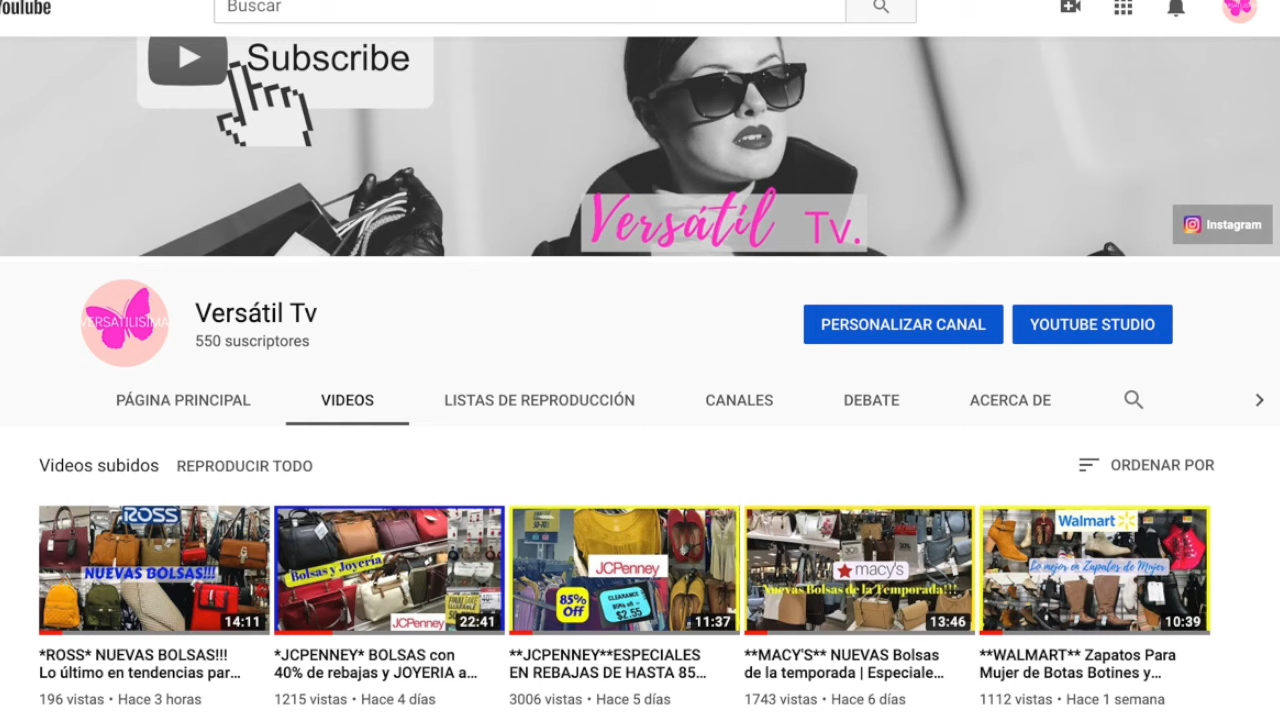 Buscar
Subscribe
Versátil Tv.
Instagram
VERSATILISIMA
Versátil Tv
550 suscriptores
PERSONALIZAR CANAL
YOUTUBE STUDIO
PÁGINA PRINCIPAL
VIDEOS
LISTAS DE REPRODUCCIÓN
CANALES
DEBATE
ACERCA DE
Videos subidos
REPRODUCIR TODO
ORDENAR POR
ROSS
NUEVAS BOLSAS!!!
14:11
Bolsas y Joyería
JCPenney
22:41
JCPenney
85% Off
CLEARANCE
$2.55
11:37
macy's
Nuevas Bolsas de la Temporada!!!
13:46
Walmart
Lo mejor en Zapatos de Mujer
10:39
*ROSS* NUEVAS BOLSAS!!!
Lo último en tendencias par...
196 vistas • Hace 3 horas
*JCPENNEY* BOLSAS con
40% de rebajas y JOYERIA a...
1215 vistas • Hace 4 días
**JCPENNEY**ESPECIALES
EN REBAJAS DE HASTA 85...
3006 vistas • Hace 5 días
**MACY'S** NUEVAS Bolsas
de la temporada | Especiale...
1743 vistas • Hace 6 días
**WALMART** Zapatos Para
Mujer de Botas Botines y...
1112 vistas • Hace 1 semana